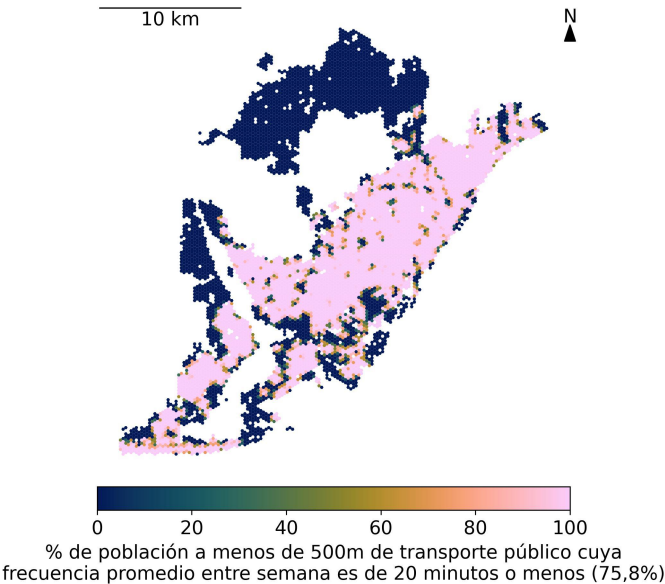 10 km
N
0 20 40 60 80 100
% de población a menos de 500m de transporte público cuya
frecuencia promedio entre semana es de 20 minutos o menos (75,8%)